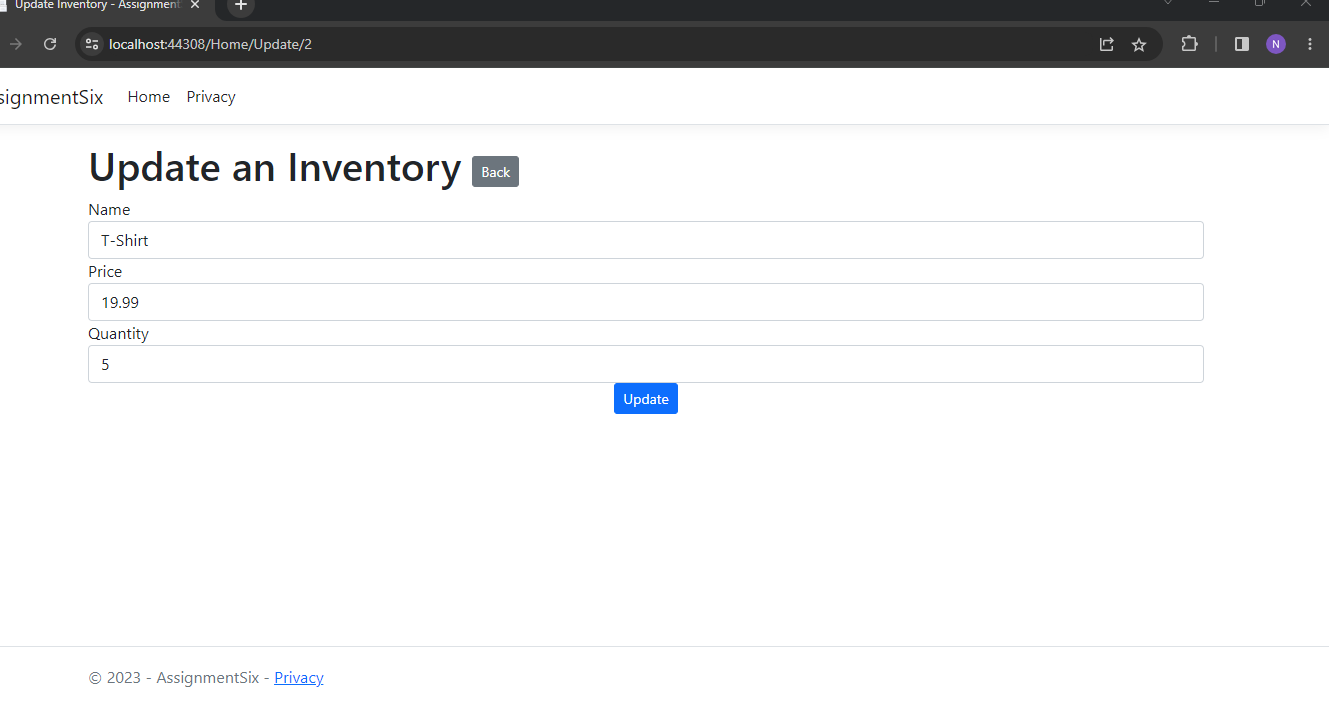 Update Inventory - Assignment
localhost:44308/Home/Update/2
N
signmentSix Home Privacy
Update an Inventory Back
Name
T-Shirt
Price
19.99
Quantity
5
Update
© 2023 - AssignmentSix - Privacy